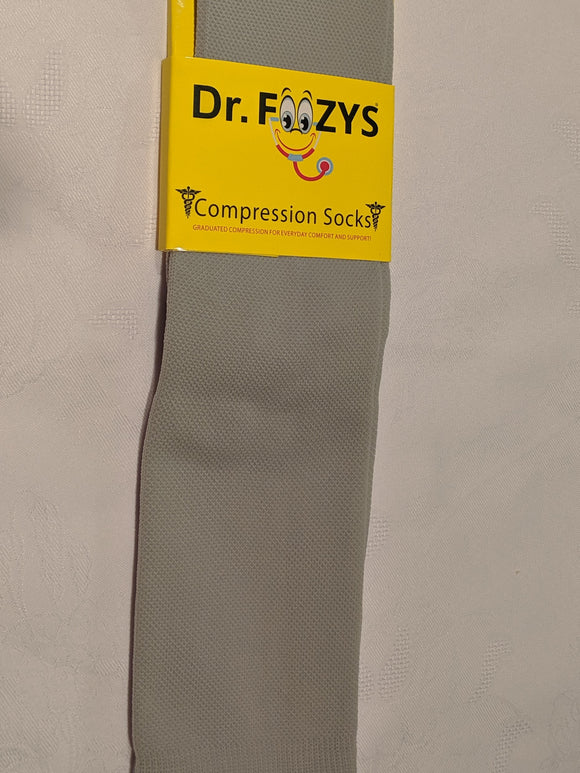 Dr. FOOZYS
Compression Socks
GRADUATED COMPRESSION FOR EVERYDAY COMFORT AND SUPPORT!